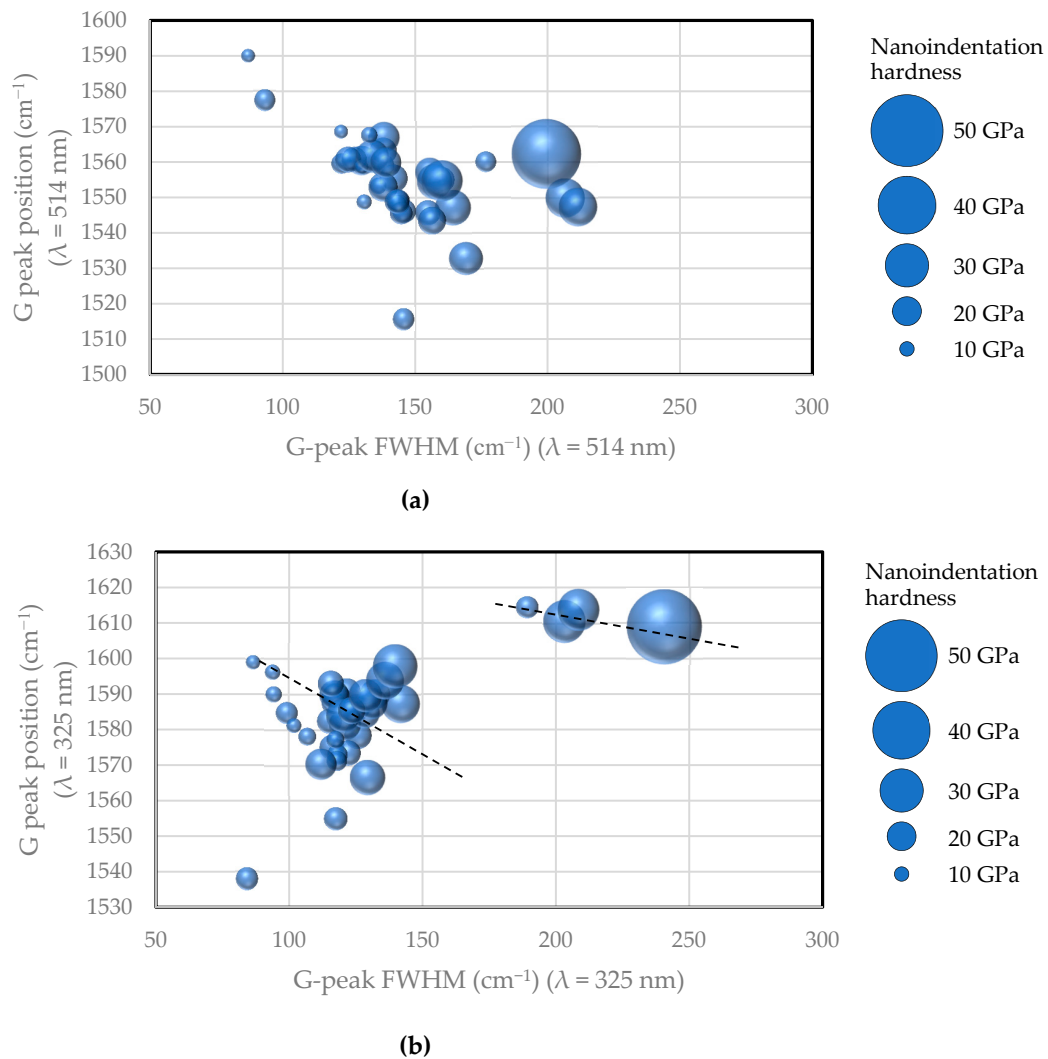 1600
1590
1580
1570
1560
1550
1540
1530
1520
1510
1500
G peak position (cm⁻¹)
(λ = 514 nm)
50
100
150
200
250
300
G-peak FWHM (cm⁻¹) (λ = 514 nm)
Nanoindentation
hardness
50 GPa
40 GPa
30 GPa
20 GPa
10 GPa
(a)
1630
1620
1610
1600
1590
1580
1570
1560
1550
1540
1530
G peak position (cm⁻¹)
(λ = 325 nm)
50
100
150
200
250
300
G-peak FWHM (cm⁻¹) (λ = 325 nm)
Nanoindentation
hardness
50 GPa
40 GPa
30 GPa
20 GPa
10 GPa
(b)